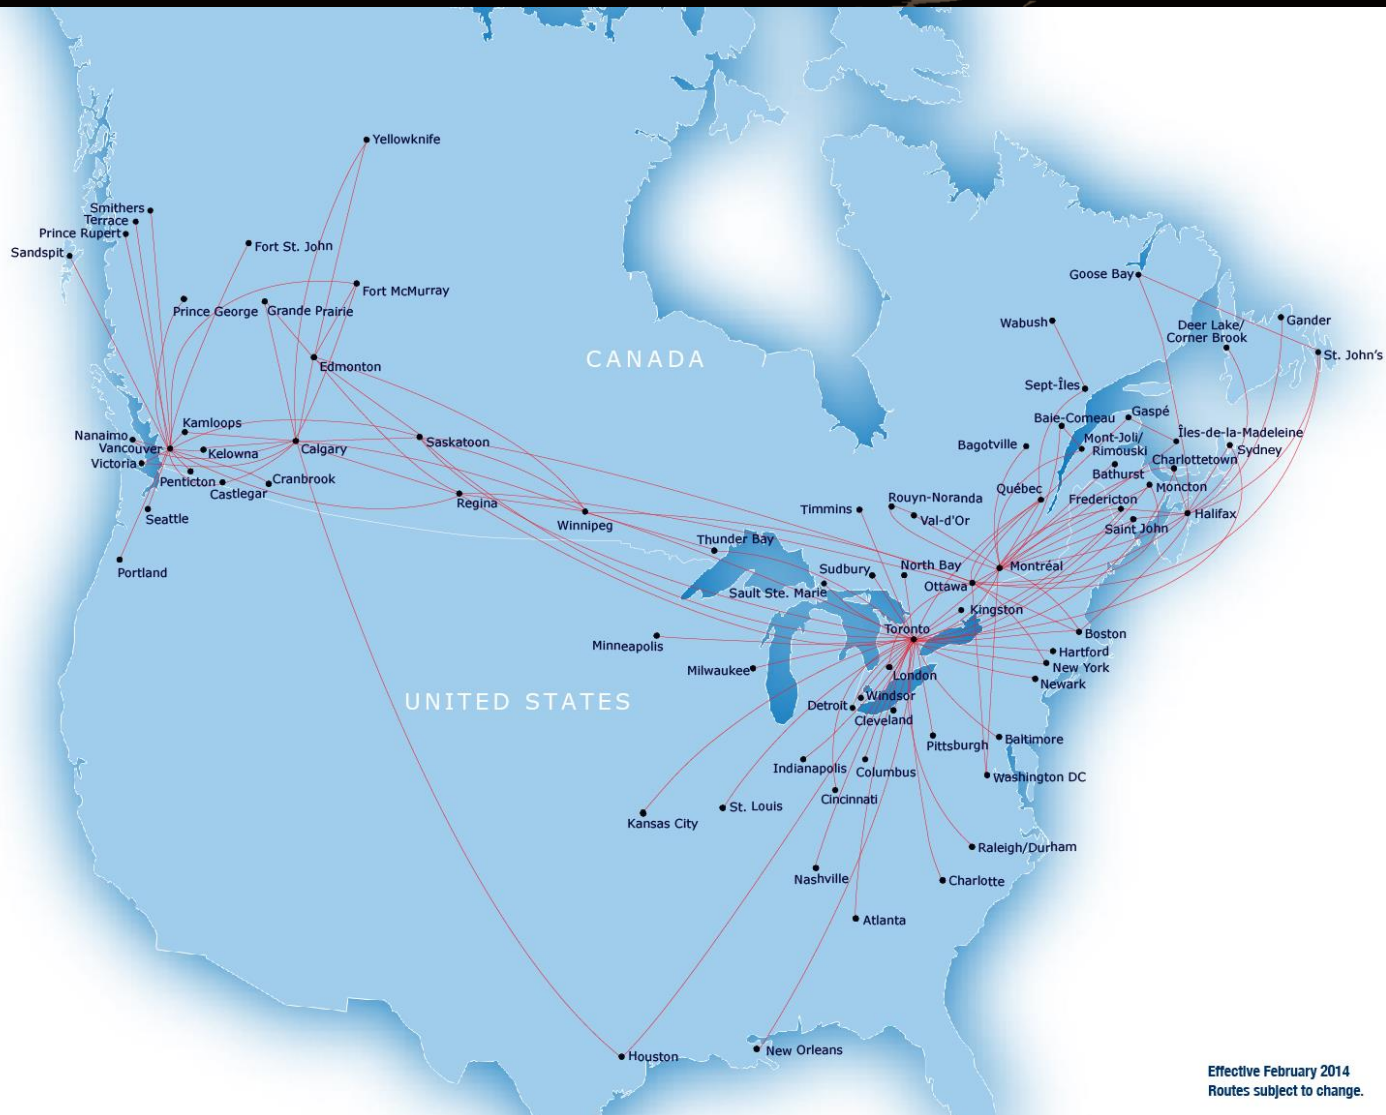 Yellowknife
Smithers
Terrace
Prince Rupert
Sandspit
Fort St. John
Goose Bay
Fort McMurray
Prince George
Grande Prairie
Wabush
Deer Lake/
Corner Brook
Gander
St. John's
CANADA
Edmonton
Sept-Îles
Baie-Comeau
Gaspé
Kamloops
Nanaimo
Vancouver
Kelowna
Calgary
Saskatoon
Bagotville
Mont-Joli/
Rimouski
Îles-de-la-Madeleine
Sydney
Victoria
Charlottetown
Penticton
Castlegar
Cranbrook
Bathurst
Moncton
Québec
Fredericton
Regina
Rouyn-Noranda
Timmins
Val-d'Or
Seattle
Winnipeg
Saint John
Halifax
Thunder Bay
Portland
Sudbury
North Bay
Montréal
Ottawa
Sault Ste. Marie
Kingston
Toronto
Boston
Minneapolis
Hartford
New York
Milwaukee
London
Newark
UNITED STATES
Windsor
Detroit
Cleveland
Pittsburgh
Baltimore
Indianapolis
Columbus
Washington DC
Cincinnati
St. Louis
Kansas City
Raleigh/Durham
Nashville
Charlotte
Atlanta
Houston
New Orleans
Effective February 2014
Routes subject to change.